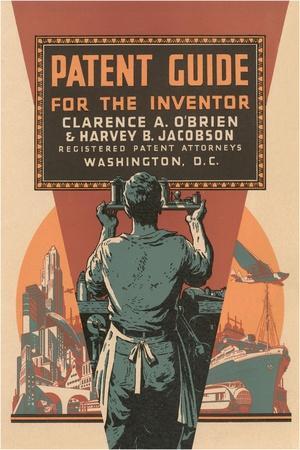 PATENT GUIDE
FOR THE INVENTOR
CLARENCE A. O'BRIEN
& HARVEY B. JACOBSON
REGISTERED PATENT ATTORNEYS
WASHINGTON, D.C.